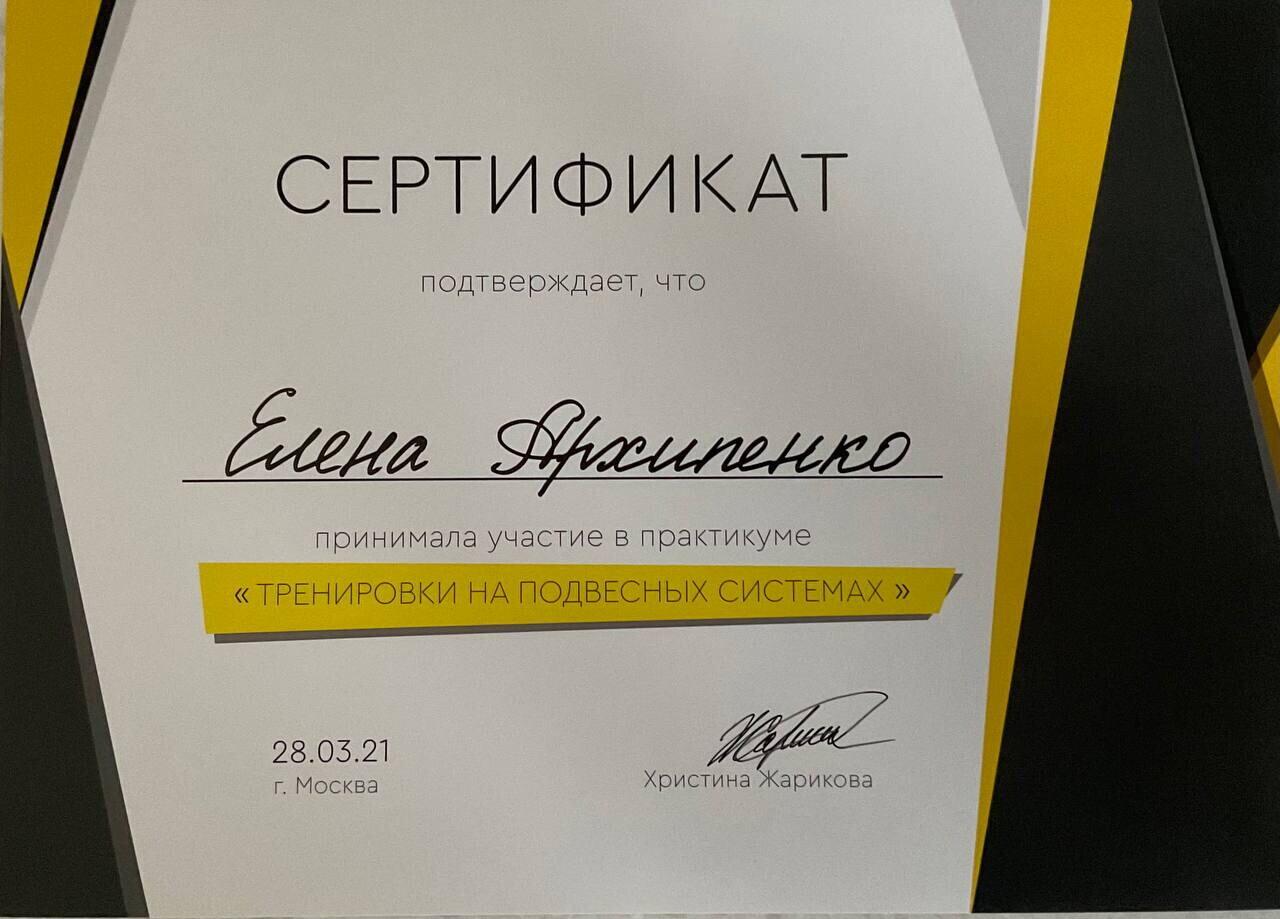 СЕРТИФИКАТ
подтверждает, что
Елена Архипенко
принимала участие в практикуме
« ТРЕНИРОВКИ НА ПОДВЕСНЫХ СИСТЕМАХ »
28.03.21
г. Москва
Христина Жарикова